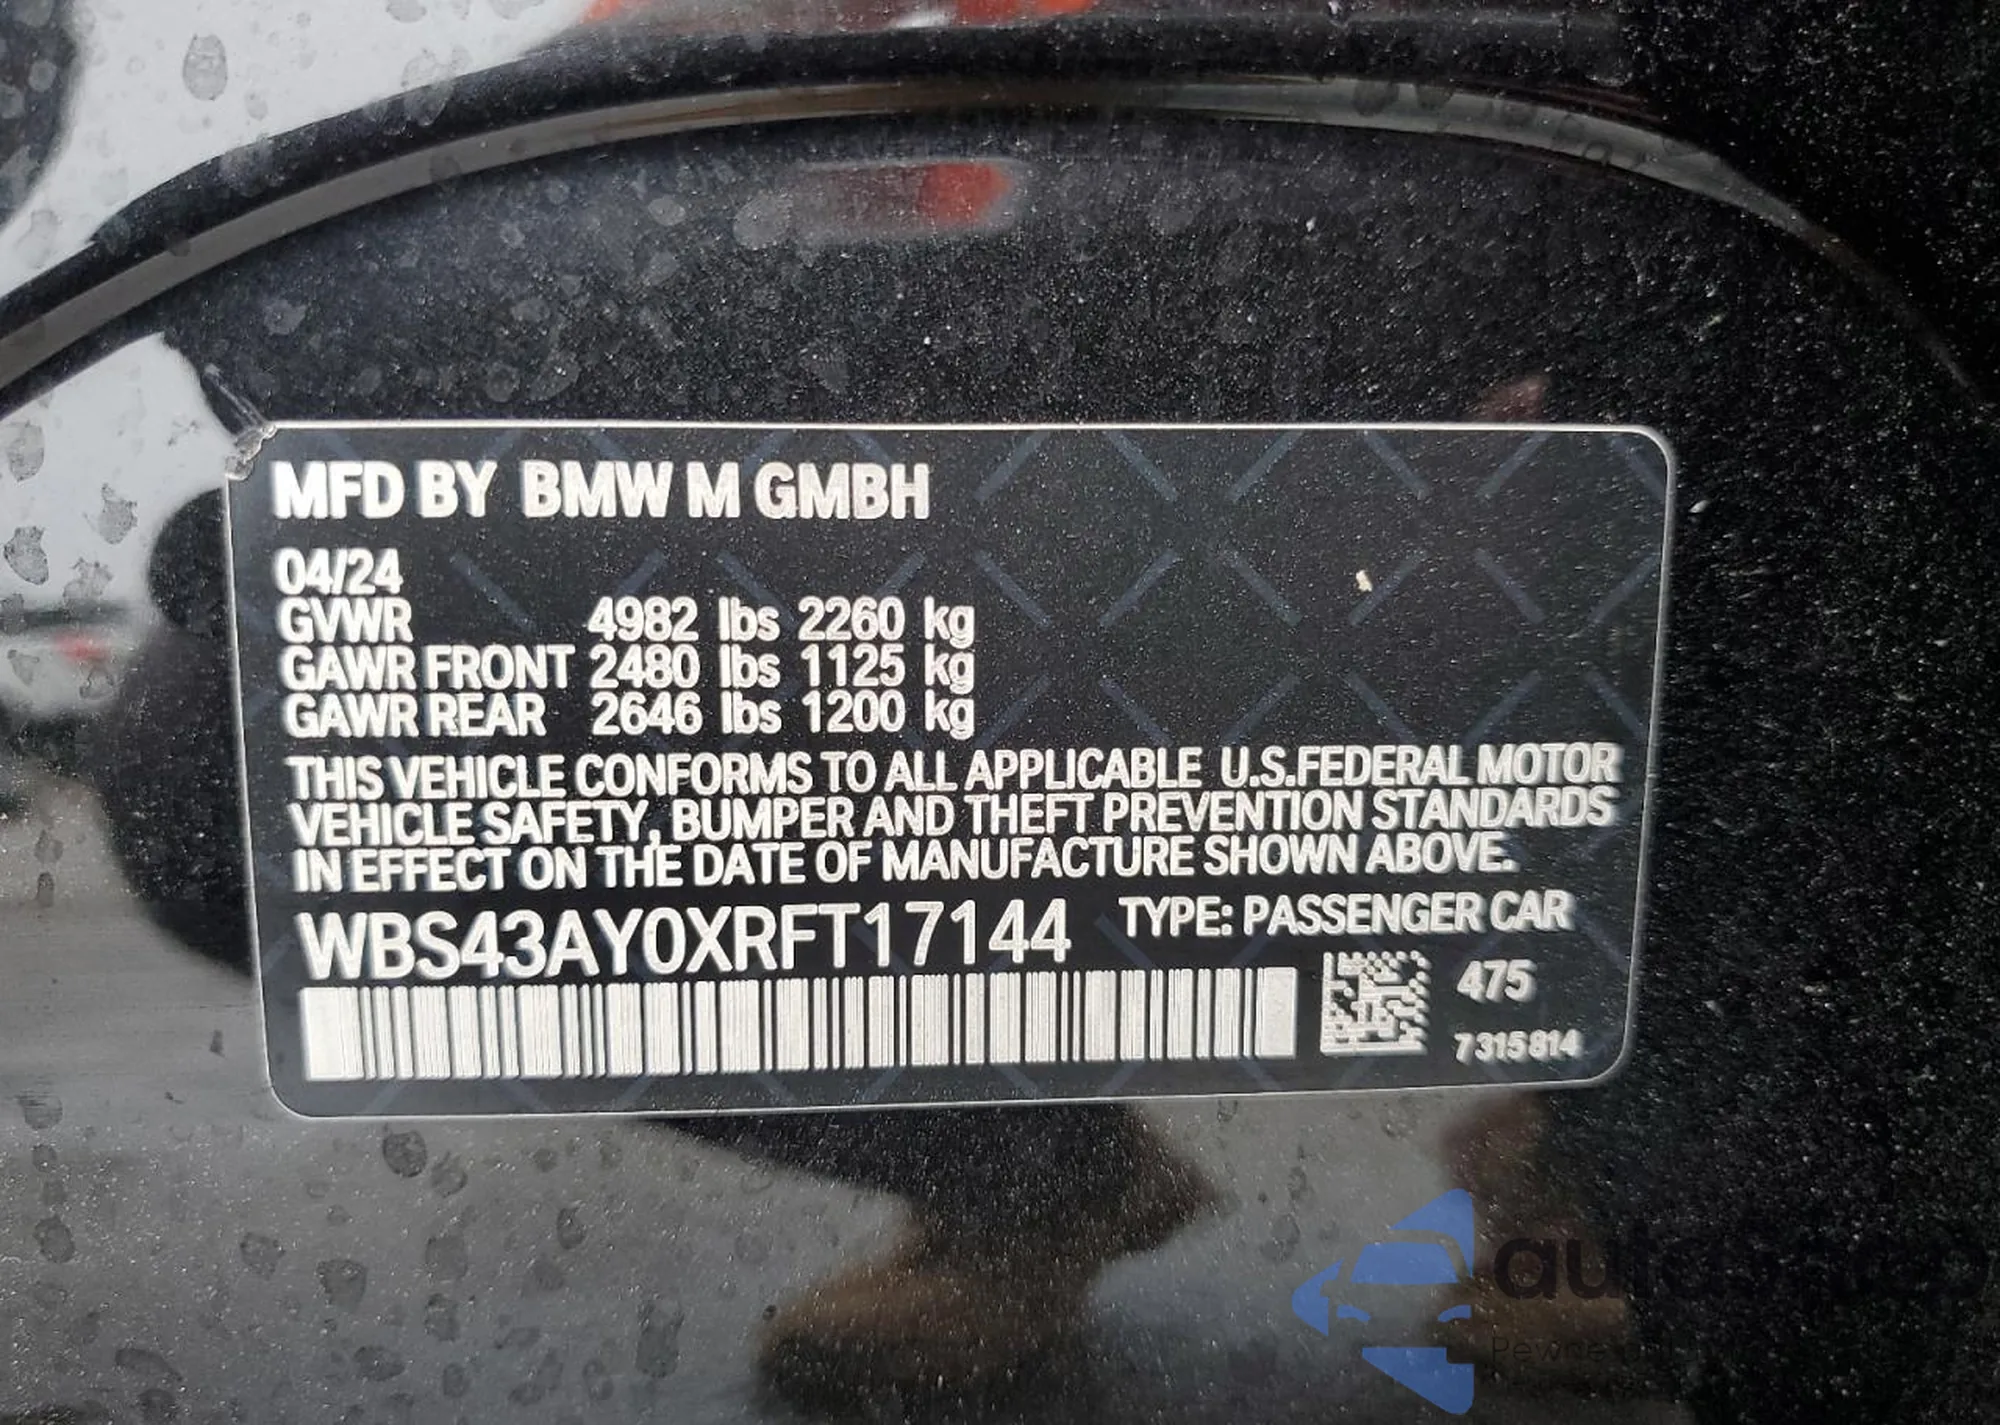 MFD BY BMW M GMBH
04/24
GVWR 4982 lbs 2260 kg
GAWR FRONT 2480 lbs 1125 kg
GAWR REAR 2646 lbs 1200 kg
THIS VEHICLE CONFORMS TO ALL APPLICABLE U.S.FEDERAL MOTOR
VEHICLE SAFETY, BUMPER AND THEFT PREVENTION STANDARDS
IN EFFECT ON THE DATE OF MANUFACTURE SHOWN ABOVE.
WBS43AY0XRFT17144 TYPE: PASSENGER CAR
475
7315814
Pewne